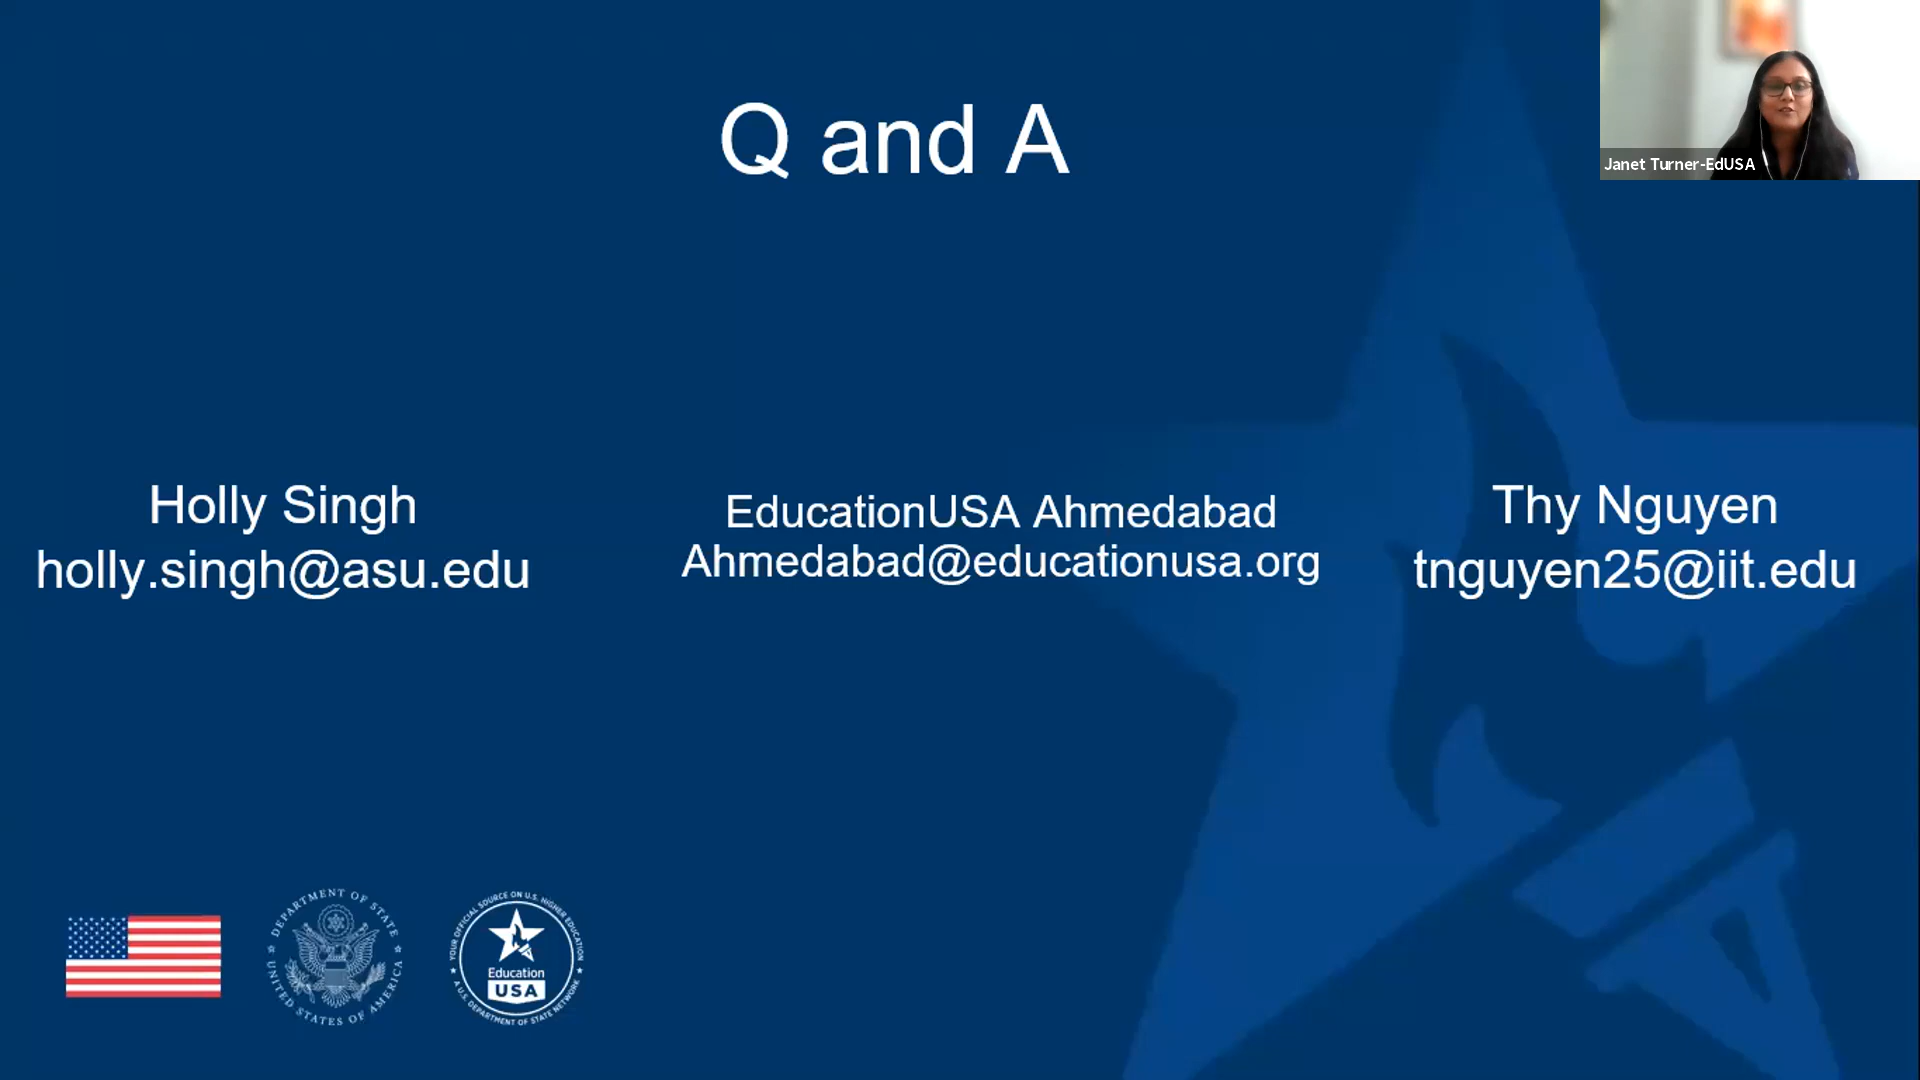 Q and A
Janet Turner-EdUSA
Holly Singh
holly.singh@asu.edu
EducationUSA Ahmedabad
Ahmedabad@educationusa.org
Thy Nguyen
tnguyen25@iit.edu
DEPARTMENT OF STATE
UNITED STATES OF AMERICA
YOUR OFFICIAL SOURCE ON U.S. HIGHER EDUCATION
Education
USA
A U.S. DEPARTMENT OF STATE NETWORK